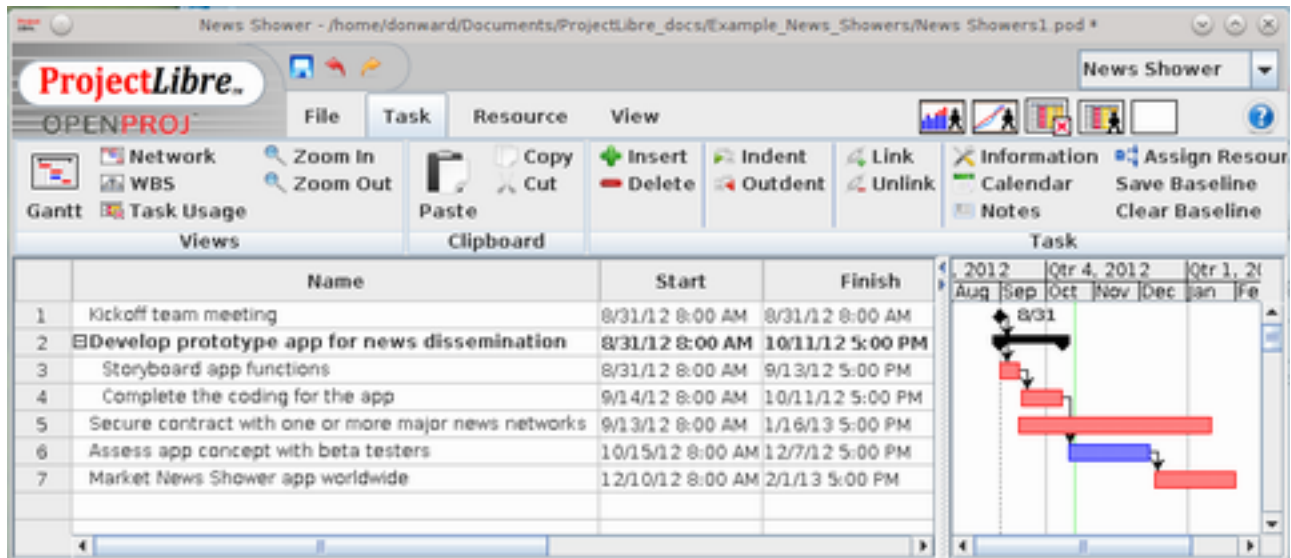 News Shower - /home/donward/Documents/ProjectLibre_docs/Example_News_Showers/News Showers1.pod *
ProjectLibre
OPENPROJ
News Shower
File Task Resource View
Network Zoom In Copy Insert Indent Link Information Assign Resour
WBS Zoom Out Cut Delete Outdent Unlink Calendar Save Baseline
Gantt Task Usage Paste Notes Clear Baseline
Views Clipboard Task
Name Start Finish
, 2012 Qtr 4, 2012 Qtr 1, 20
Aug Sep Oct Nov Dec Jan Fe
1 Kickoff team meeting 8/31/12 8:00 AM 8/31/12 8:00 AM 8/31
2 Develop prototype app for news dissemination 8/31/12 8:00 AM 10/11/12 5:00 PM
3 Storyboard app functions 8/31/12 8:00 AM 9/13/12 5:00 PM
4 Complete the coding for the app 9/14/12 8:00 AM 10/11/12 5:00 PM
5 Secure contract with one or more major news networks 9/13/12 8:00 AM 1/16/13 5:00 PM
6 Assess app concept with beta testers 10/15/12 8:00 AM 12/7/12 5:00 PM
7 Market News Shower app worldwide 12/10/12 8:00 AM 2/1/13 5:00 PM